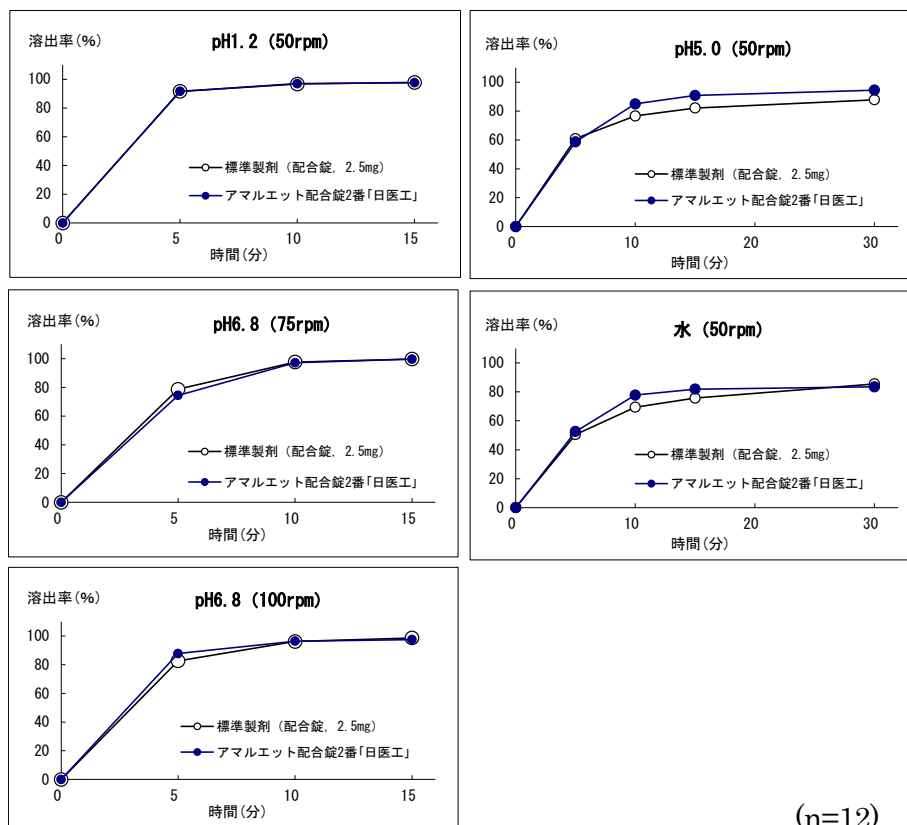 溶出率(%)
pH1.2 (50rpm)
100
80
60
40
20
0
標準製剤(配合錠, 2.5mg)
アマルエット配合錠2番「日医工」
0
5
10
15
時間(分)
溶出率(%)
pH5.0 (50rpm)
100
80
60
40
20
0
標準製剤(配合錠, 2.5mg)
アマルエット配合錠2番「日医工」
0
10
20
30
時間(分)
溶出率(%)
pH6.8 (75rpm)
100
80
60
40
20
0
標準製剤(配合錠, 2.5mg)
アマルエット配合錠2番「日医工」
0
5
10
15
時間(分)
溶出率(%)
水 (50rpm)
100
80
60
40
20
0
標準製剤(配合錠, 2.5mg)
アマルエット配合錠2番「日医工」
0
10
20
30
時間(分)
溶出率(%)
pH6.8 (100rpm)
100
80
60
40
20
0
標準製剤(配合錠, 2.5mg)
アマルエット配合錠2番「日医工」
0
5
10
15
時間(分)
(n=12)